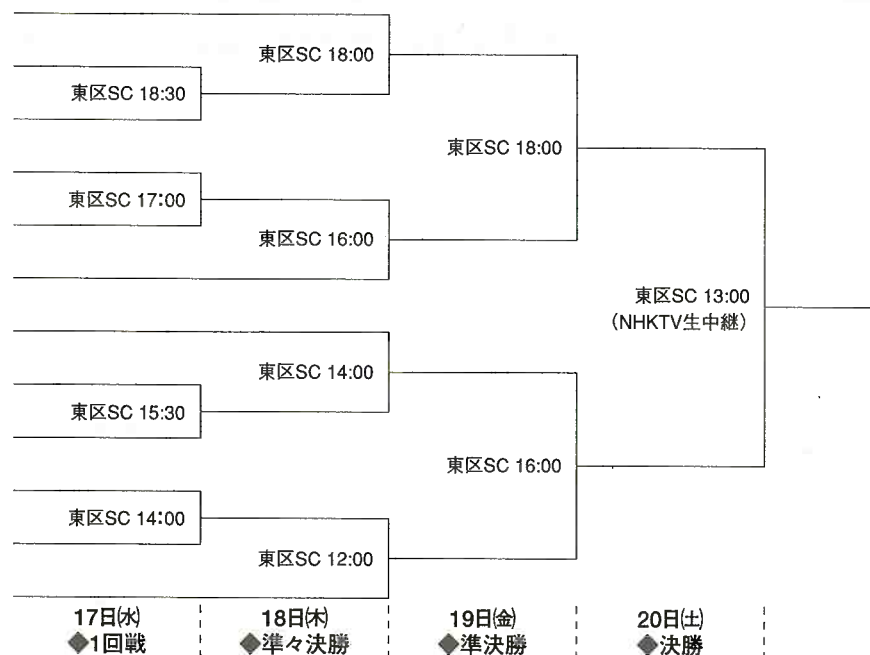 東区SC 18:00
東区SC 18:30
東区SC 18:00
東区SC 17:00
東区SC 16:00
東区SC 13:00
（NHKTV生中継）
東区SC 14:00
東区SC 15:30
東区SC 16:00
東区SC 14:00
東区SC 12:00
17日㈬ 18日㈭ 19日㈮ 20日㈯
◆1回戦 ◆準々決勝 ◆準決勝 ◆決勝